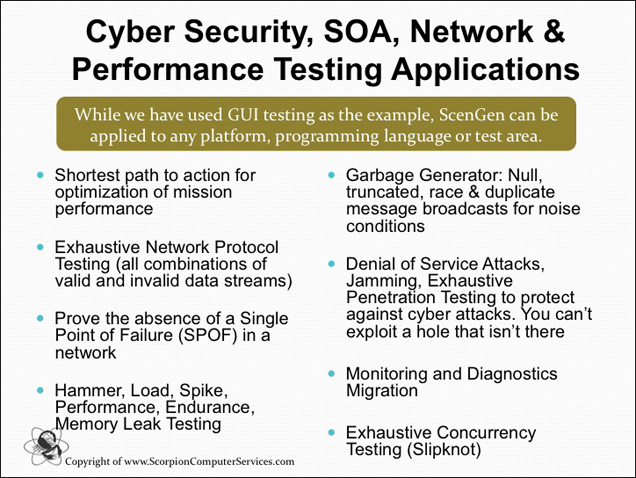 Cyber Security, SOA, Network &
Performance Testing Applications
While we have used GUI testing as the example, ScenGen can be
applied to any platform, programming language or test area.
Shortest path to action for
optimization of mission
performance
Exhaustive Network Protocol
Testing (all combinations of
valid and invalid data streams)
Prove the absence of a Single
Point of Failure (SPOF) in a
network
Hammer, Load, Spike,
Performance, Endurance,
Memory Leak Testing
Garbage Generator: Null,
truncated, race & duplicate
message broadcasts for noise
conditions
Denial of Service Attacks,
Jamming, Exhaustive
Penetration Testing to protect
against cyber attacks. You can't
exploit a hole that isn't there
Monitoring and Diagnostics
Migration
Exhaustive Concurrency
Testing (Slipknot)
Copyright of www.ScorpionComputerServices.com